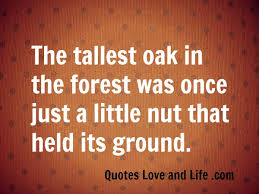 The tallest oak in
the forest was once
just a little nut that
held its ground.
Quotes Love and Life .com